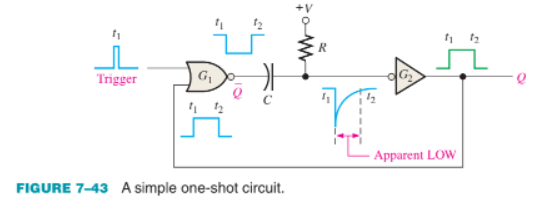 +V
t₁
t₁ t₂
t₁ t₂
R
Trigger
G₁
Q̅
C
G₂
Q
t₁ t₂
t₁ t₂
Apparent LOW
FIGURE 7–43 A simple one-shot circuit.